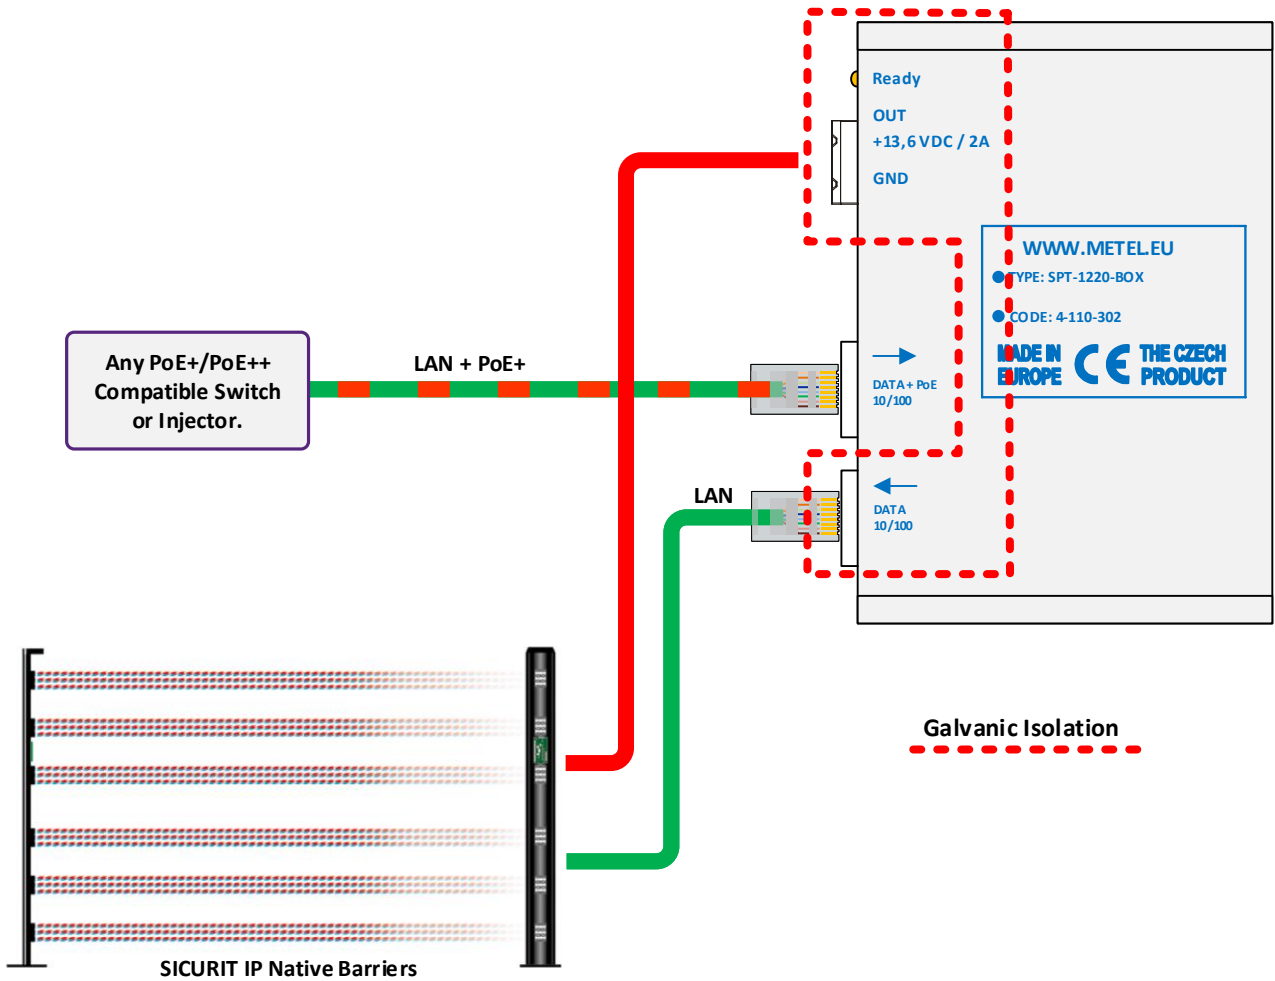 Ready
OUT
+13,6 VDC / 2A
GND
WWW.METEL.EU
TYPE: SPT-1220-BOX
CODE: 4-110-302
MADE IN EUROPE
CE
THE CZECH PRODUCT
Any PoE+/PoE++
Compatible Switch
or Injector.
LAN + PoE+
DATA + PoE
10/100
LAN
DATA
10/100
Galvanic Isolation
SICURIT IP Native Barriers